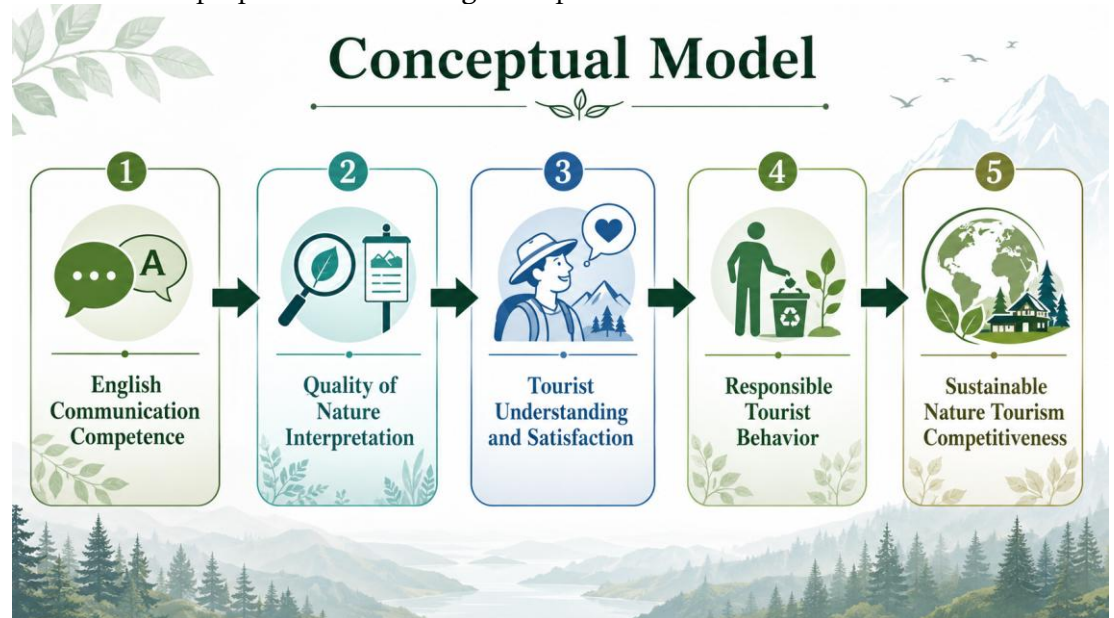 Conceptual Model
1
A
English
Communication
Competence
2
Quality of
Nature
Interpretation
3
Tourist
Understanding
and Satisfaction
4
Responsible
Tourist
Behavior
5
Sustainable
Nature Tourism
Competitiveness